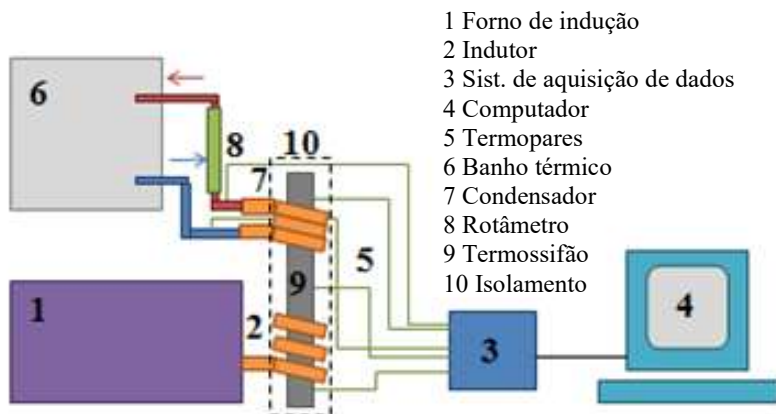 1 Forno de indução
2 Indutor
3 Sist. de aquisição de dados
4 Computador
5 Termopares
6 Banho térmico
7 Condensador
8 Rotâmetro
9 Termossifão
10 Isolamento
6
8
10
7
5
9
1
2
3
4